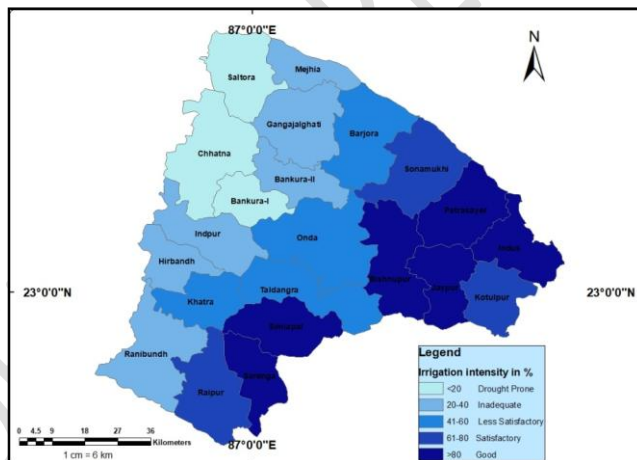 87°0'0"E
N
Saltora
Mejhia
Gangajalghati
Barjora
Chhatna
Sonamukhi
Bankura-II
Bankura-I
Patrasayer
Indpur
Onda
Indus
Hirbandh
Bishnupur
Joypur
23°0'0"N
Khatra
Taldangra
Kotulpur
23°0'0"N
Simlapal
Ranibundh
Raipur
Sarenga
Legend
Irrigation intensity in %
<20 Drought Prone
20-40 Inadequate
41-60 Less Satisfactory
61-80 Satisfactory
>80 Good
0 4.5 9 18 27 36
Kilometers
1 cm = 6 km
87°0'0"E